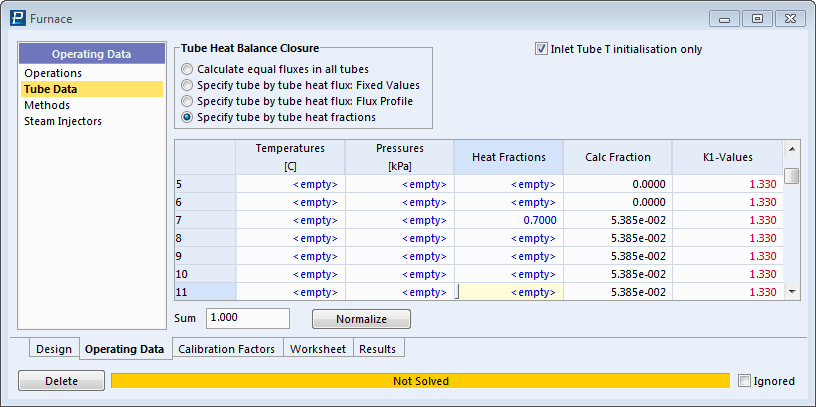 Furnace
Operating Data
Operations
Tube Data
Methods
Steam Injectors
Tube Heat Balance Closure
Calculate equal fluxes in all tubes
Specify tube by tube heat flux: Fixed Values
Specify tube by tube heat flux: Flux Profile
Specify tube by tube heat fractions
Inlet Tube T initialisation only
Temperatures [C] Pressures [kPa] Heat Fractions Calc Fraction K1-Values
5 <empty> <empty> <empty> 0.0000 1.330
6 <empty> <empty> <empty> 0.0000 1.330
7 <empty> <empty> 0.7000 5.385e-002 1.330
8 <empty> <empty> <empty> 5.385e-002 1.330
9 <empty> <empty> <empty> 5.385e-002 1.330
10 <empty> <empty> <empty> 5.385e-002 1.330
11 <empty> <empty> <empty> 5.385e-002 1.330
Sum 1.000 Normalize
Design Operating Data Calibration Factors Worksheet Results
Delete Not Solved Ignored